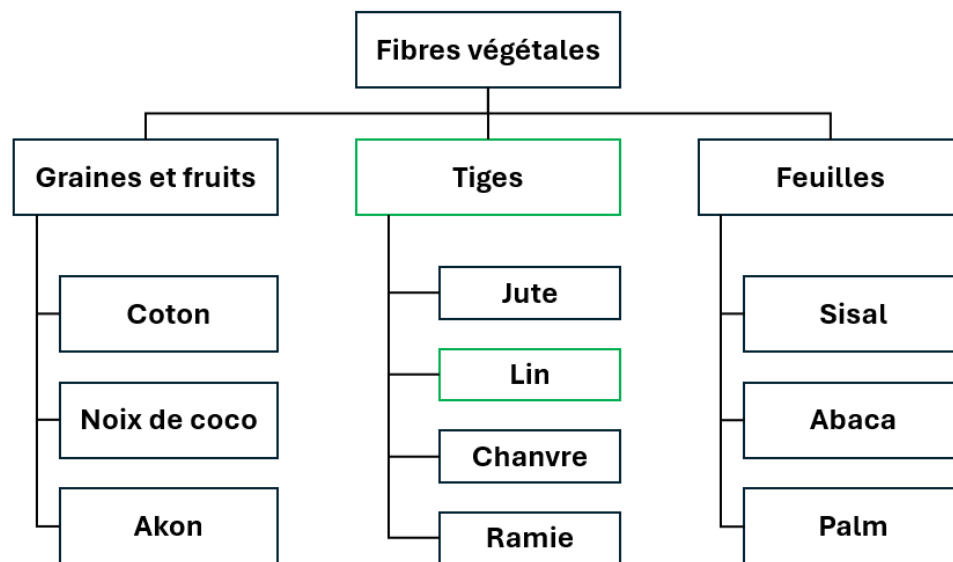 Fibres végétales
Graines et fruits
Tiges
Feuilles
Coton
Noix de coco
Akon
Jute
Lin
Chanvre
Ramie
Sisal
Abaca
Palm